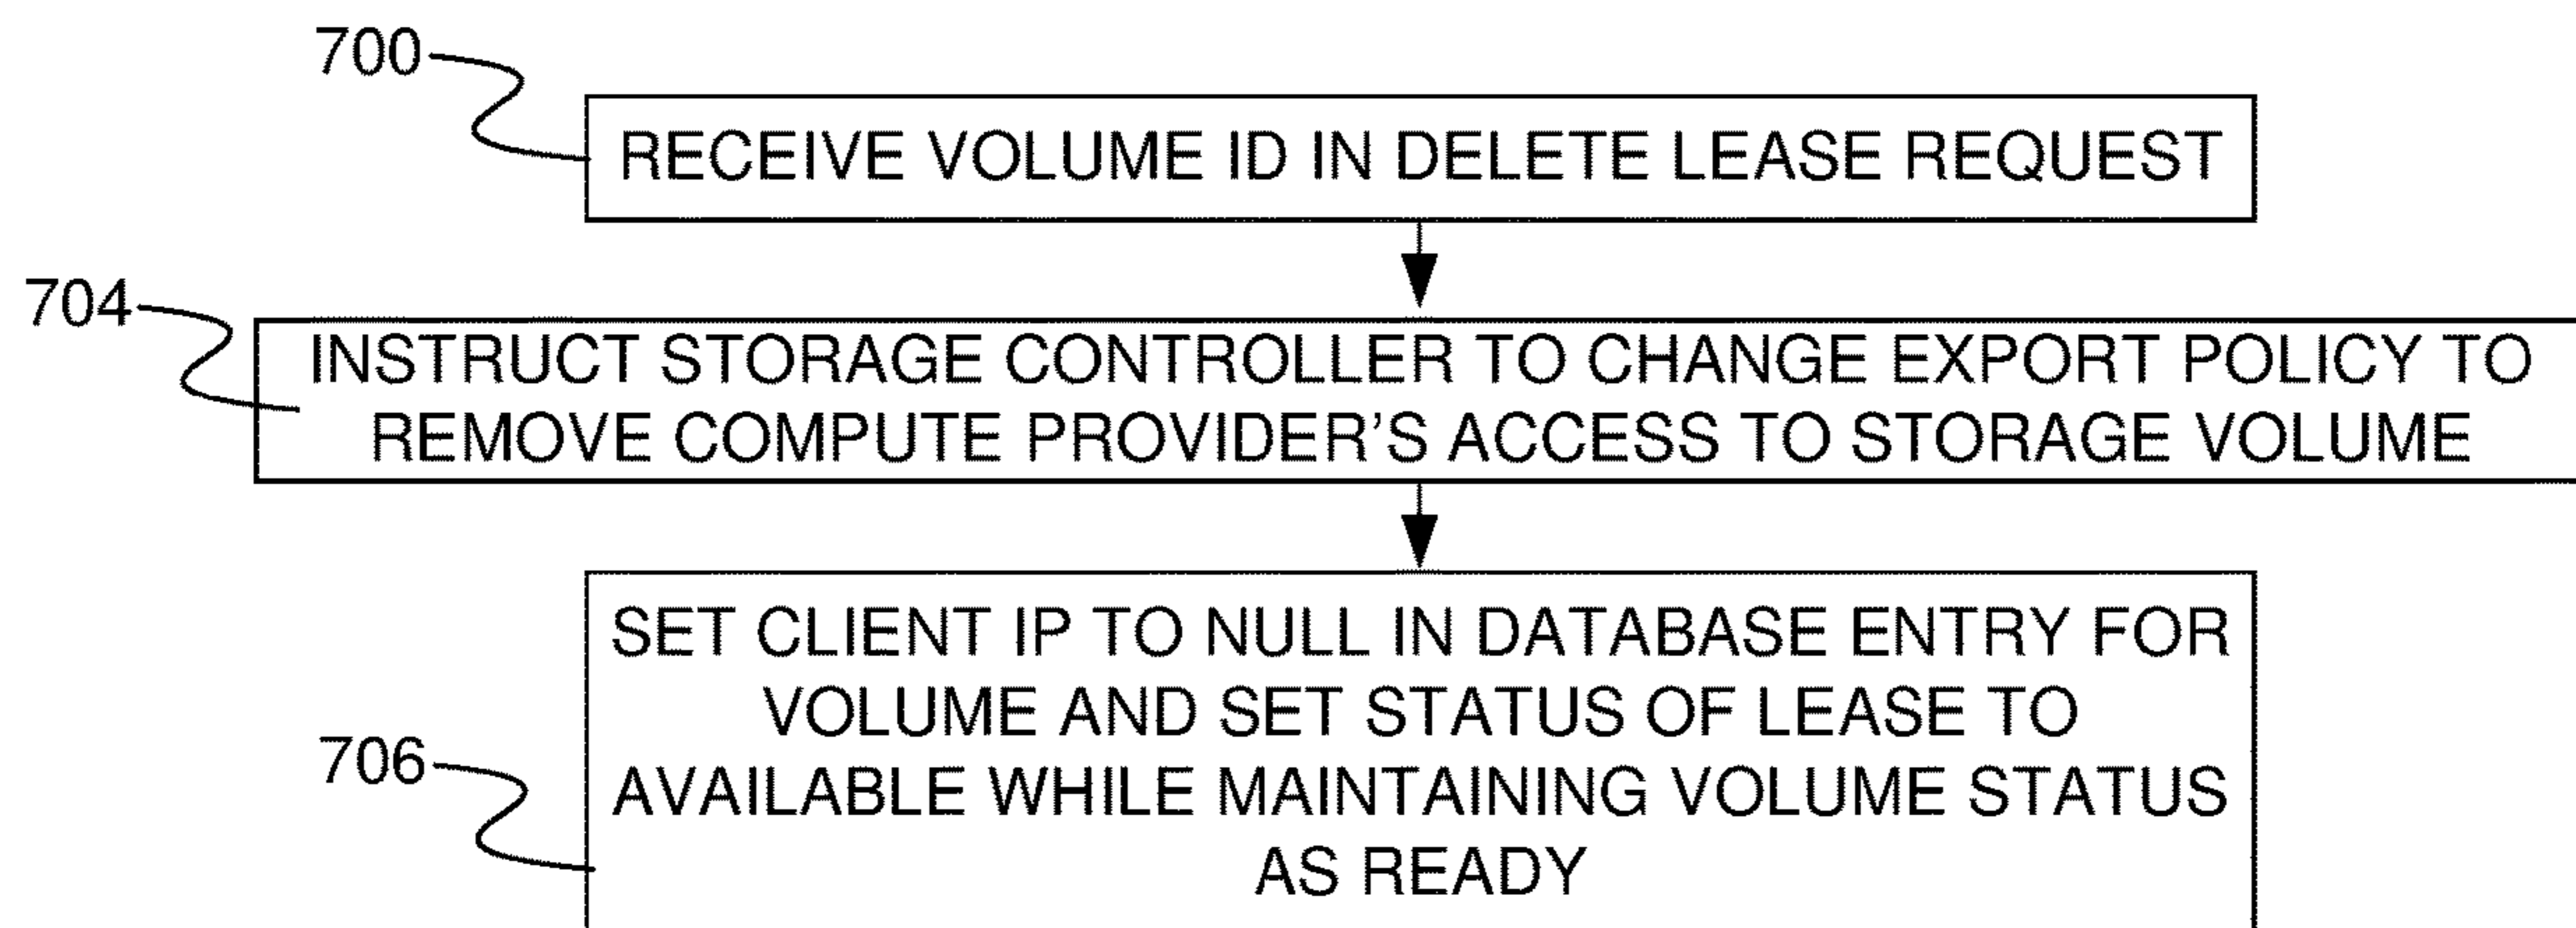 700
RECEIVE VOLUME ID IN DELETE LEASE REQUEST
704
INSTRUCT STORAGE CONTROLLER TO CHANGE EXPORT POLICY TO
REMOVE COMPUTE PROVIDER'S ACCESS TO STORAGE VOLUME
SET CLIENT IP TO NULL IN DATABASE ENTRY FOR
VOLUME AND SET STATUS OF LEASE TO
706
AVAILABLE WHILE MAINTAINING VOLUME STATUS
AS READY